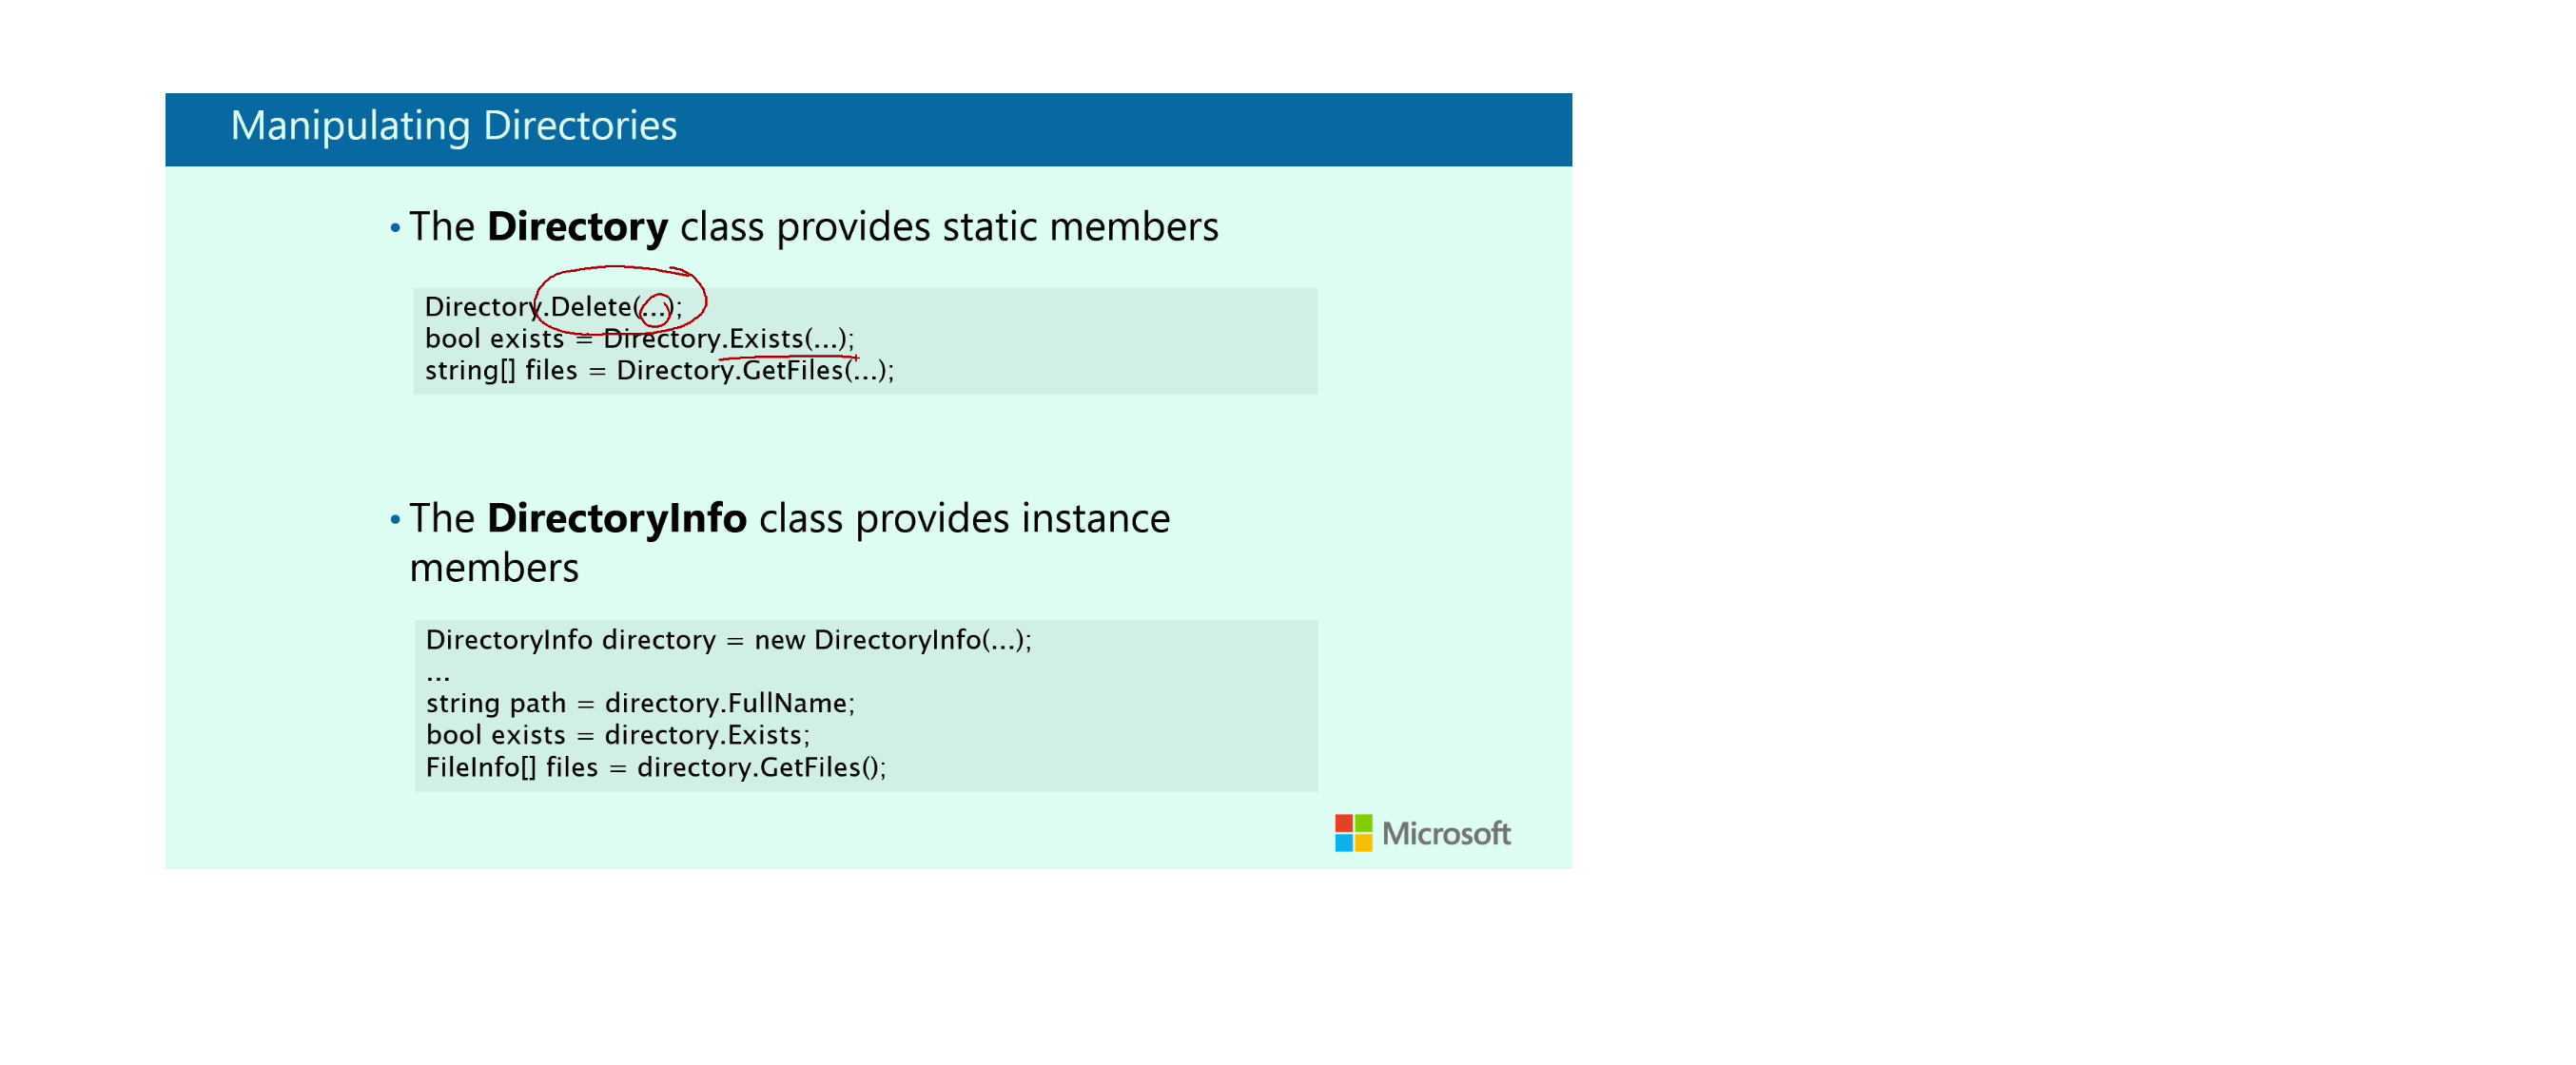 Manipulating Directories
• The Directory class provides static members
Directory.Delete(...);
bool exists = Directory.Exists(...);
string[] files = Directory.GetFiles(...);
• The DirectoryInfo class provides instance
members
DirectoryInfo directory = new DirectoryInfo(...);
...
string path = directory.FullName;
bool exists = directory.Exists;
FileInfo[] files = directory.GetFiles();
Microsoft